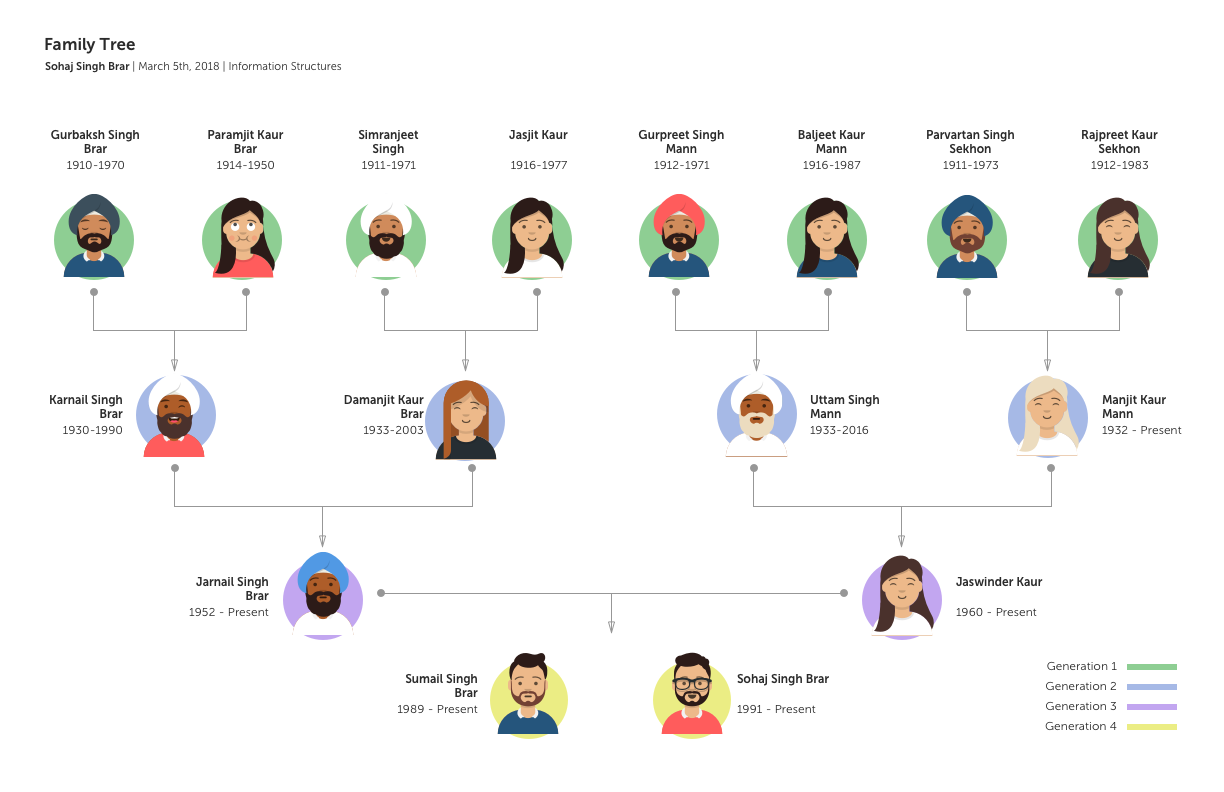 Family Tree
Sohaj Singh Brar | March 5th, 2018 | Information Structures
Gurbaksh Singh
Brar
1910-1970
Paramjit Kaur
Brar
1914-1950
Simranjeet
Singh
1911-1971
Jasjit Kaur
1916-1977
Gurpreet Singh
Mann
1912-1971
Baljeet Kaur
Mann
1916-1987
Parvartan Singh
Sekhon
1911-1973
Rajpreet Kaur
Sekhon
1912-1983
Karnail Singh
Brar
1930-1990
Damanjit Kaur
Brar
1933-2003
Uttam Singh
Mann
1933-2016
Manjit Kaur
Mann
1932 - Present
Jarnail Singh
Brar
1952 - Present
Jaswinder Kaur
1960 - Present
Sumail Singh
Brar
1989 - Present
Sohaj Singh Brar
1991 - Present
Generation 1
Generation 2
Generation 3
Generation 4